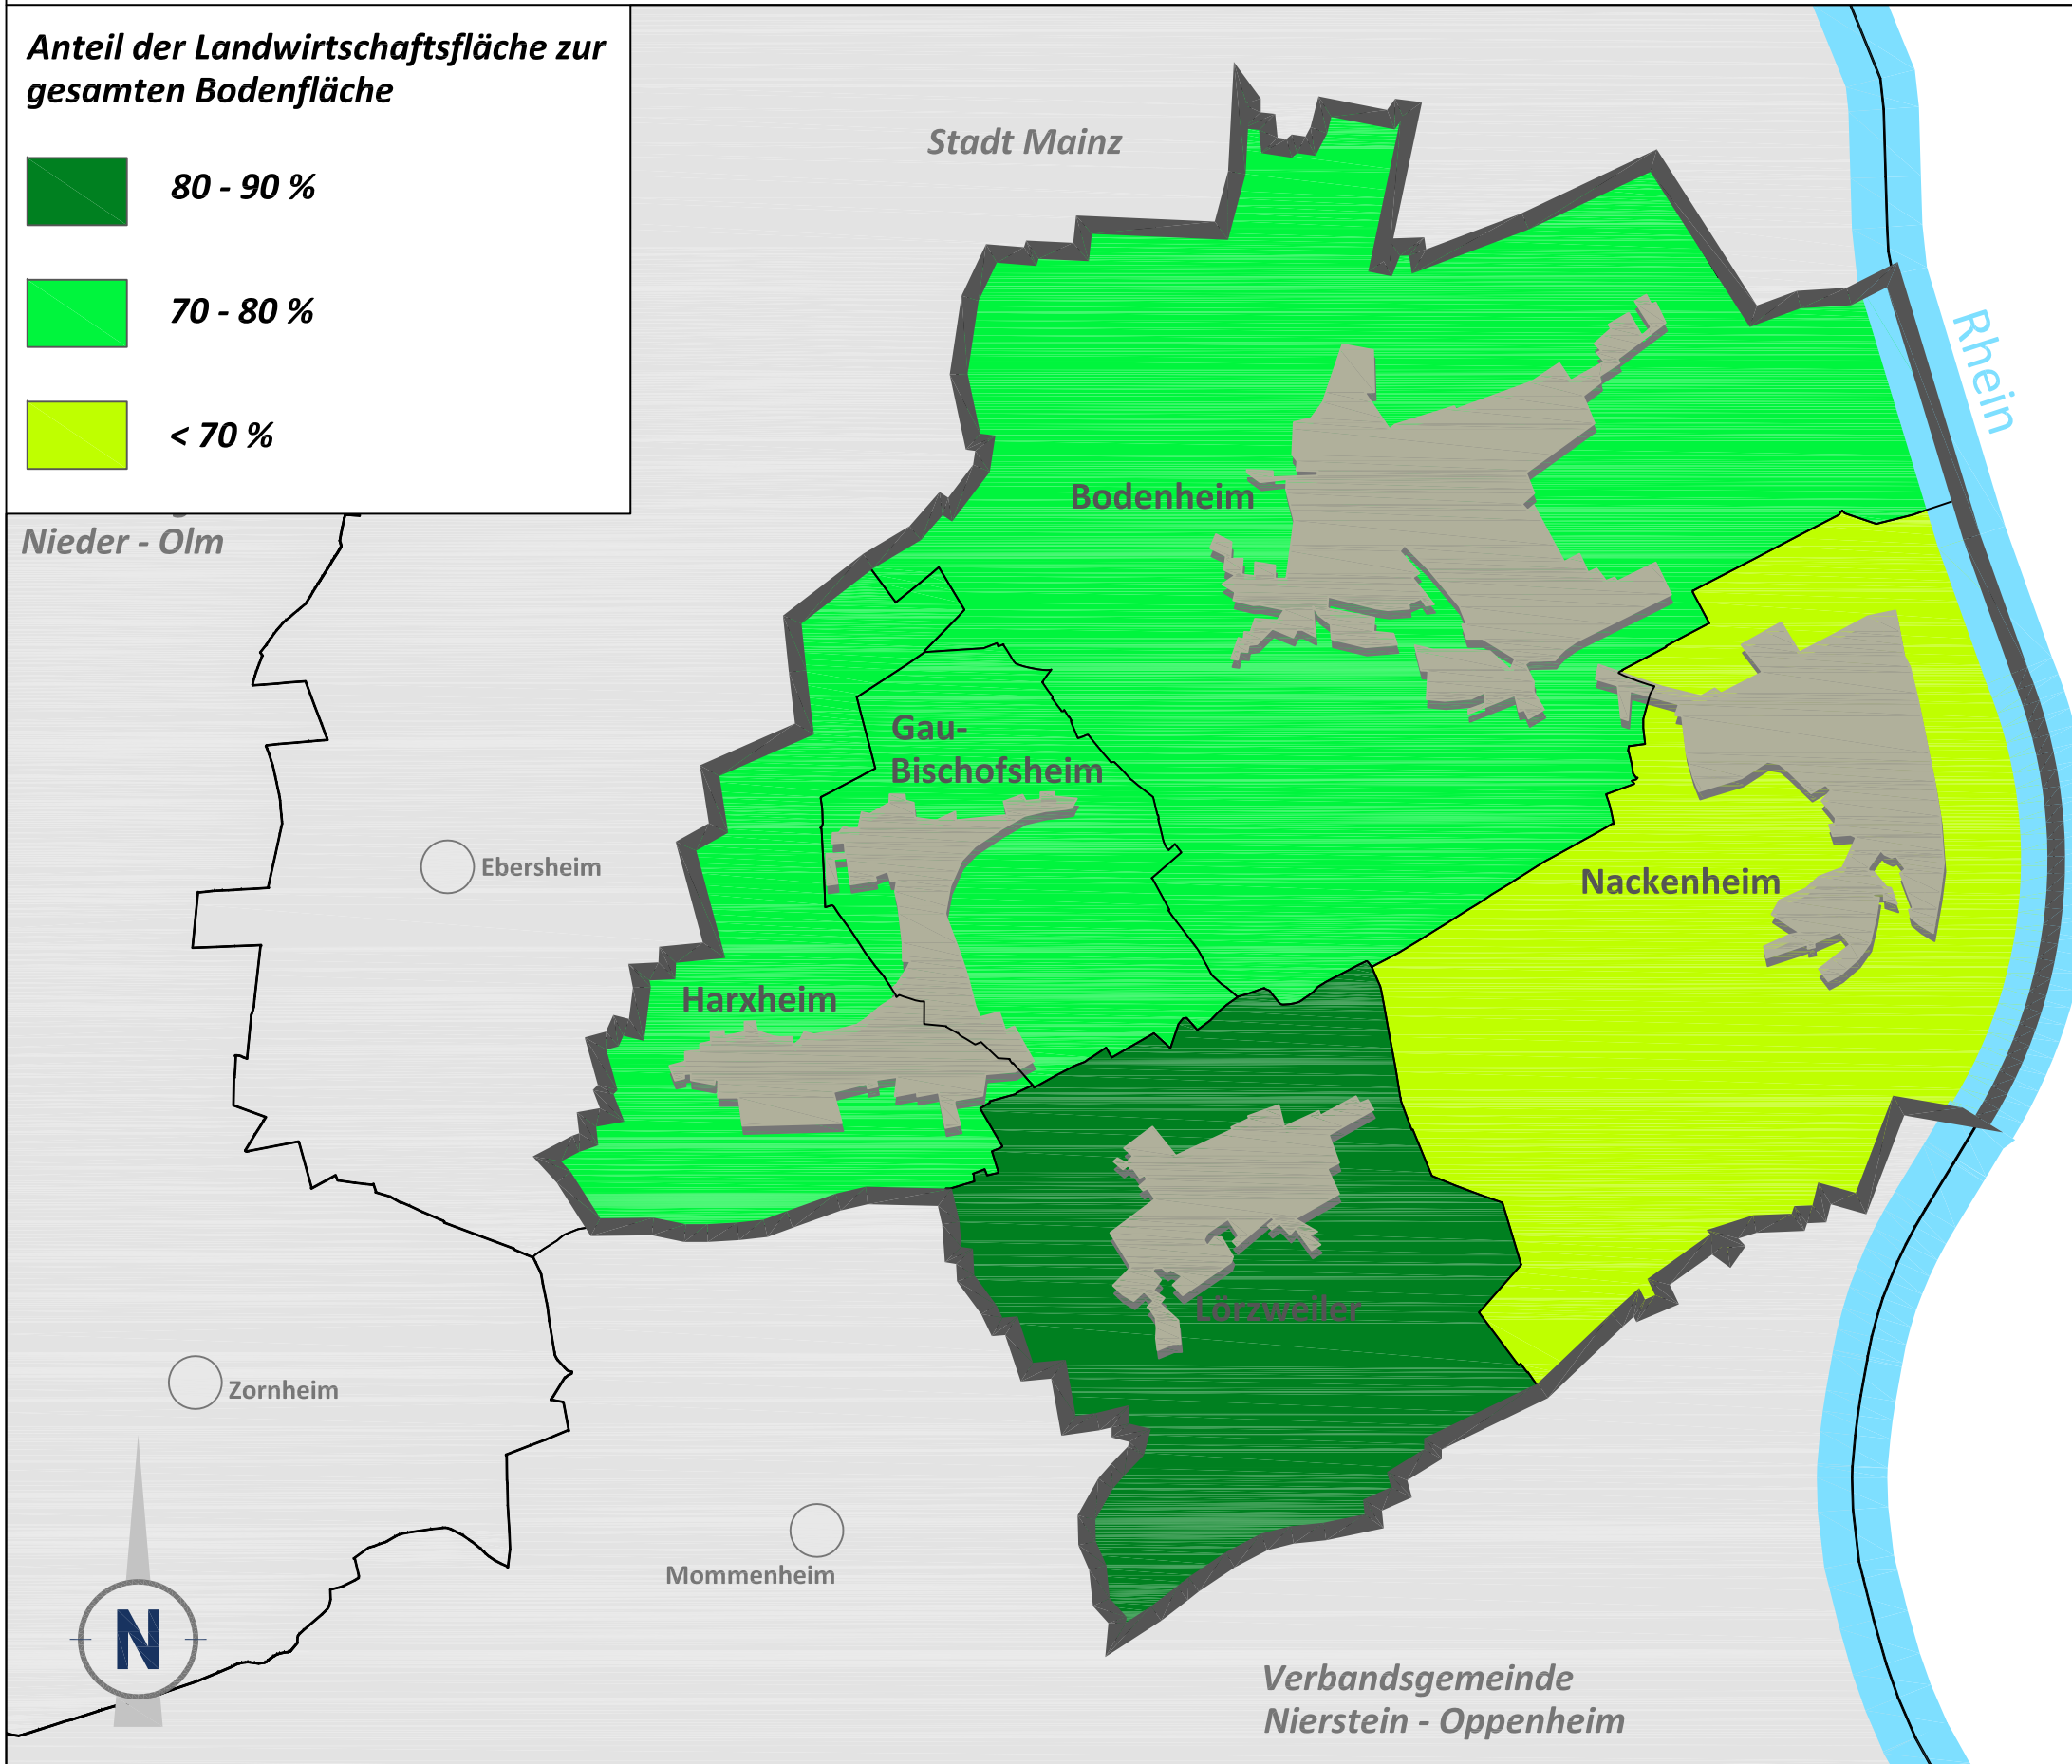 Anteil der Landwirtschaftsfläche zur
gesamten Bodenfläche
80 - 90 %
70 - 80 %
< 70 %
Stadt Mainz
Rhein
Nieder - Olm
Bodenheim
Gau-
Bischofsheim
Ebersheim
Nackenheim
Harxheim
Lörzweiler
Zornheim
Mommenheim
N
Verbandsgemeinde
Nierstein - Oppenheim